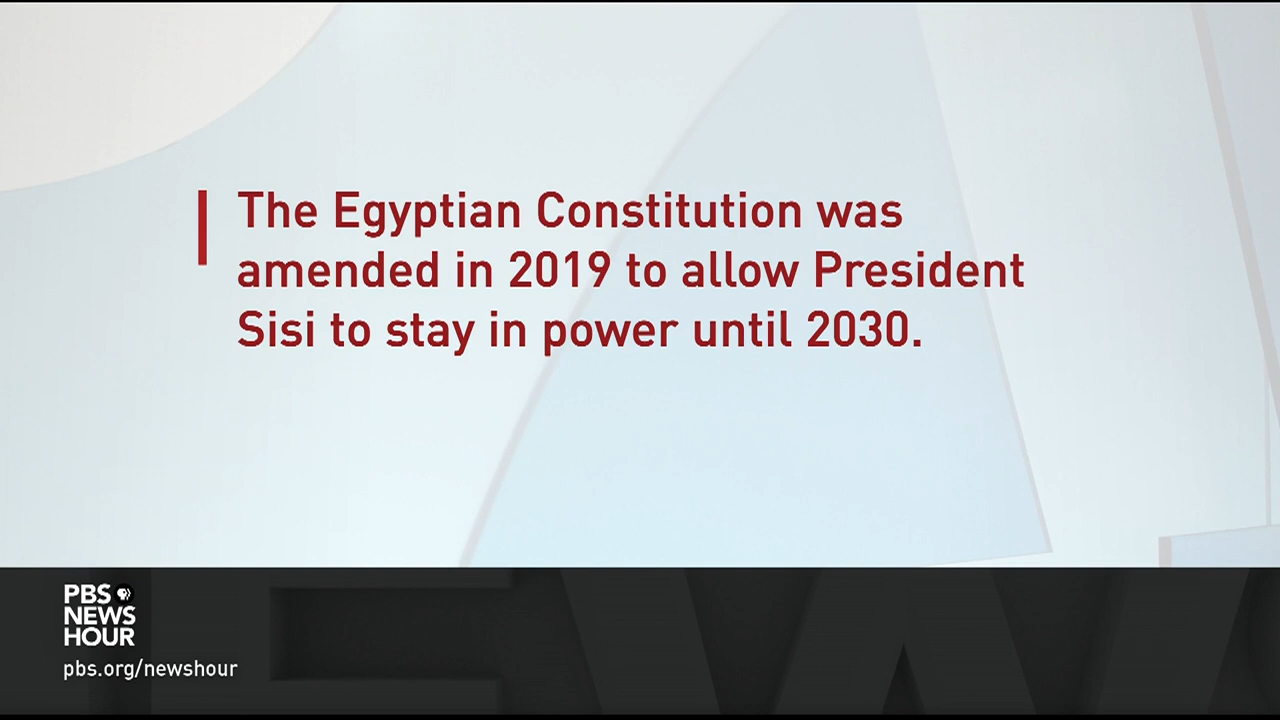 The Egyptian Constitution was
amended in 2019 to allow President
Sisi to stay in power until 2030.
PBS
NEWS
HOUR
pbs.org/newshour